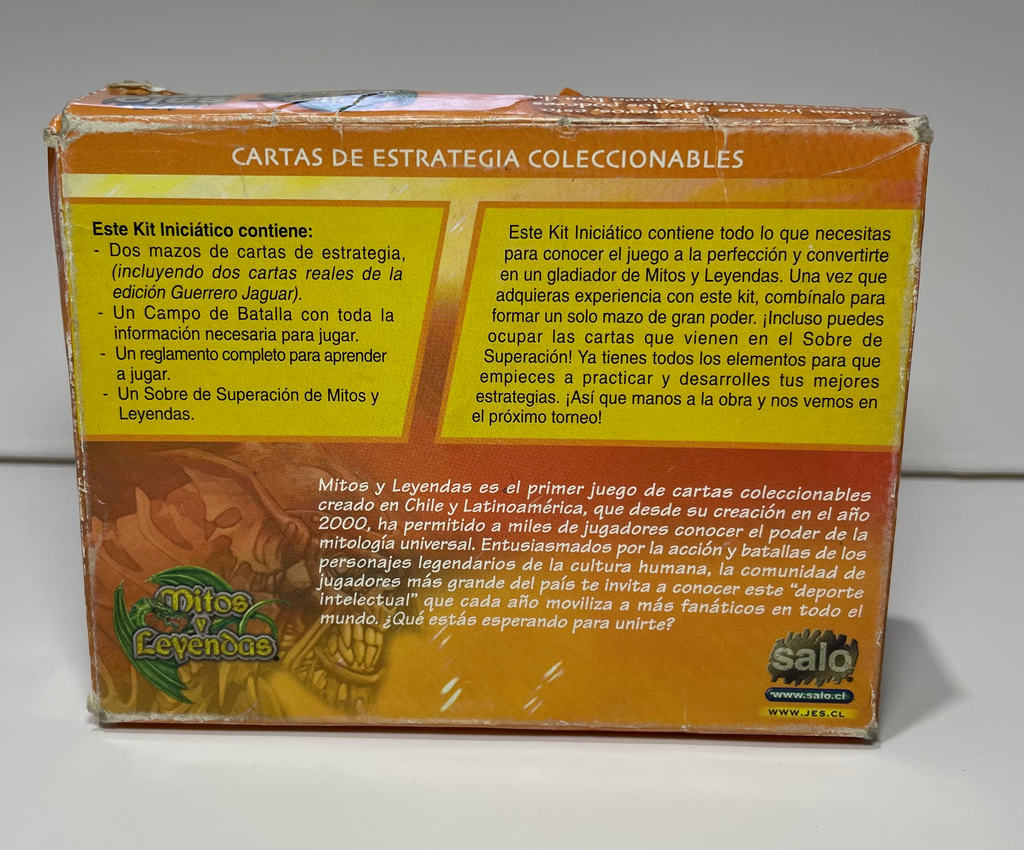 CARTAS DE ESTRATEGIA COLECCIONABLES
Este Kit Iniciático contiene:
- Dos mazos de cartas de estrategia,
(incluyendo dos cartas reales de la
edición Guerrero Jaguar).
- Un Campo de Batalla con toda la
información necesaria para jugar.
- Un reglamento completo para aprender
a jugar.
- Un Sobre de Superación de Mitos y
Leyendas.
Este Kit Iniciático contiene todo lo que necesitas
para conocer el juego a la perfección y convertirte
en un gladiador de Mitos y Leyendas. Una vez que
adquieras experiencia con este kit, combínalo para
formar un solo mazo de gran poder. ¡Incluso puedes
ocupar las cartas que vienen en el Sobre de
Superación! Ya tienes todos los elementos para que
empieces a practicar y desarrolles tus mejores
estrategias. ¡Así que manos a la obra y nos vemos en
el próximo torneo!
Mitos y Leyendas es el primer juego de cartas coleccionables
creado en Chile y Latinoamérica, que desde su creación en el año
2000, ha permitido a miles de jugadores conocer el poder de la
mitología universal. Entusiasmados por la acción y batallas de los
personajes legendarios de la cultura humana, la comunidad de
jugadores más grande del país te invita a conocer este "deporte
intelectual" que cada año moviliza a más fanáticos en todo el
mundo. ¿Qué estás esperando para unirte?
Mitos
y
Leyendas
salo
www.salo.cl
WWW.JES.CL